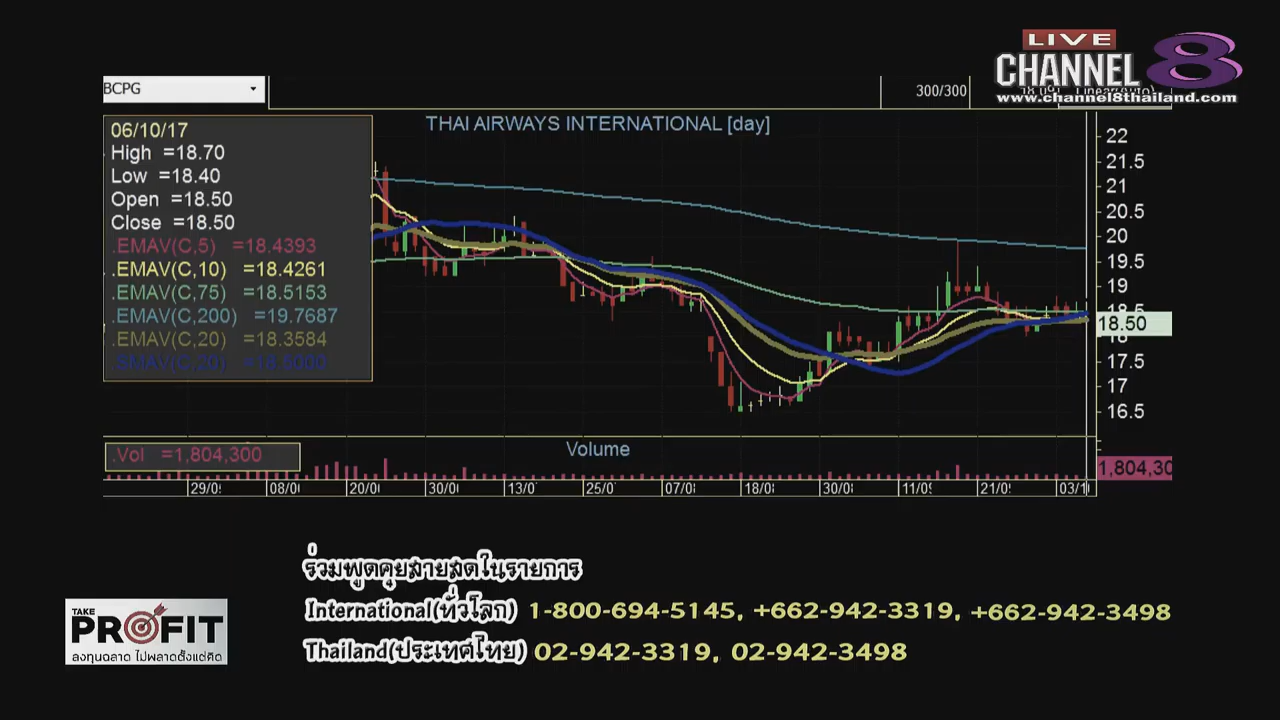 LIVE
CHANNEL 8
www.channel8thailand.com
BCPG
300/300
THAI AIRWAYS INTERNATIONAL [day]
06/10/17
High =18.70
Low =18.40
Open =18.50
Close =18.50
.EMAV(C,5) =18.4393
.EMAV(C,10) =18.4261
.EMAV(C,75) =18.5153
.EMAV(C,200) =19.7687
.EMAV(C,20) =18.3584
22
21.5
21
20.5
20
19.5
19
18.5
18.50
18
17.5
17
16.5
.Vol =1,804,300
Volume
1,804,30
29/0 08/0 20/0 30/0 13/0 25/0 07/0 18/0 30/0 11/0 21/0 03/1
ร่วมพูดคุยสายสดในรายการ
International(ทั่วโลก) 1-800-694-5145, +662-942-3319, +662-942-3498
Thailand(ประเทศไทย) 02-942-3319, 02-942-3498
TAKE
PROFIT
ลงทุนฉลาด ไม่พลาดตั้งแต่คิด